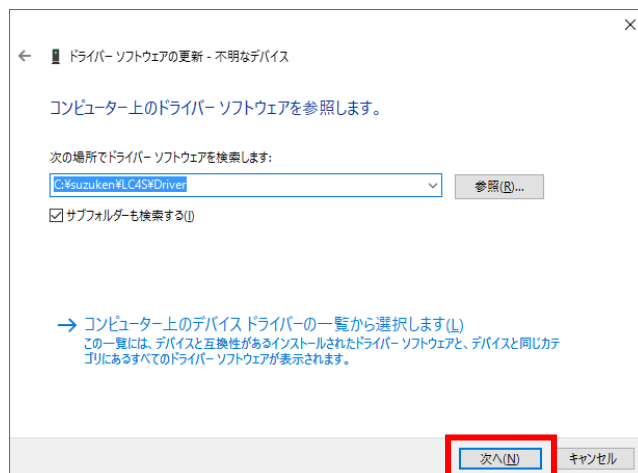 ドライバー ソフトウェアの更新 - 不明なデバイス
コンピューター上のドライバー ソフトウェアを参照します。
次の場所でドライバー ソフトウェアを検索します:
C:¥suzuken¥LC4S¥Driver
参照(R)...
サブフォルダーも検索する(I)
コンピューター上のデバイス ドライバーの一覧から選択します(L)
この一覧には、デバイスと互換性があるインストールされたドライバー ソフトウェアと、デバイスと同じカテ
ゴリにあるすべてのドライバー ソフトウェアが表示されます。
次へ(N)
キャンセル